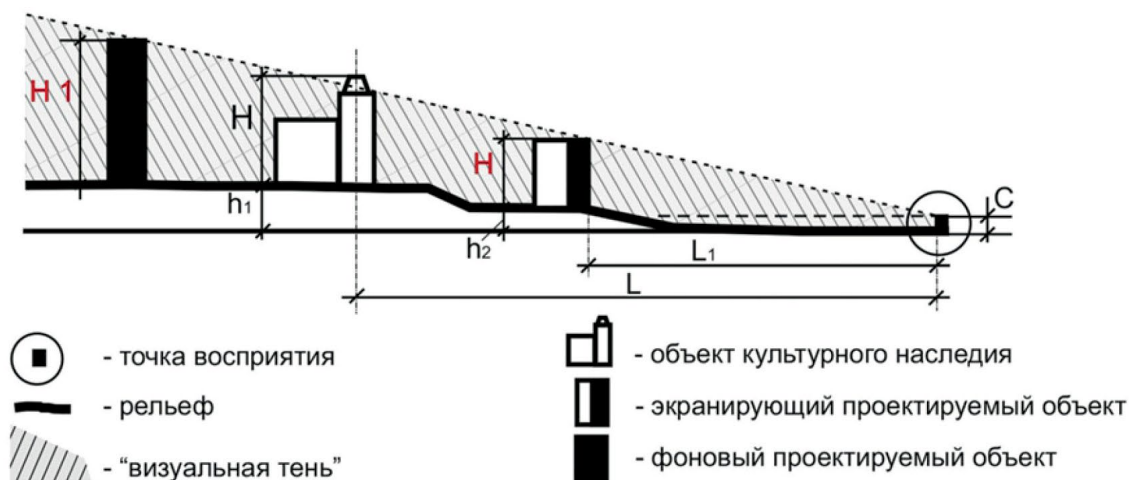 H 1
H
H
C
h1
h2
L1
L
- точка восприятия
- рельеф
- “визуальная тень”
- объект культурного наследия
- экранирующий проектируемый объект
- фоновый проектируемый объект